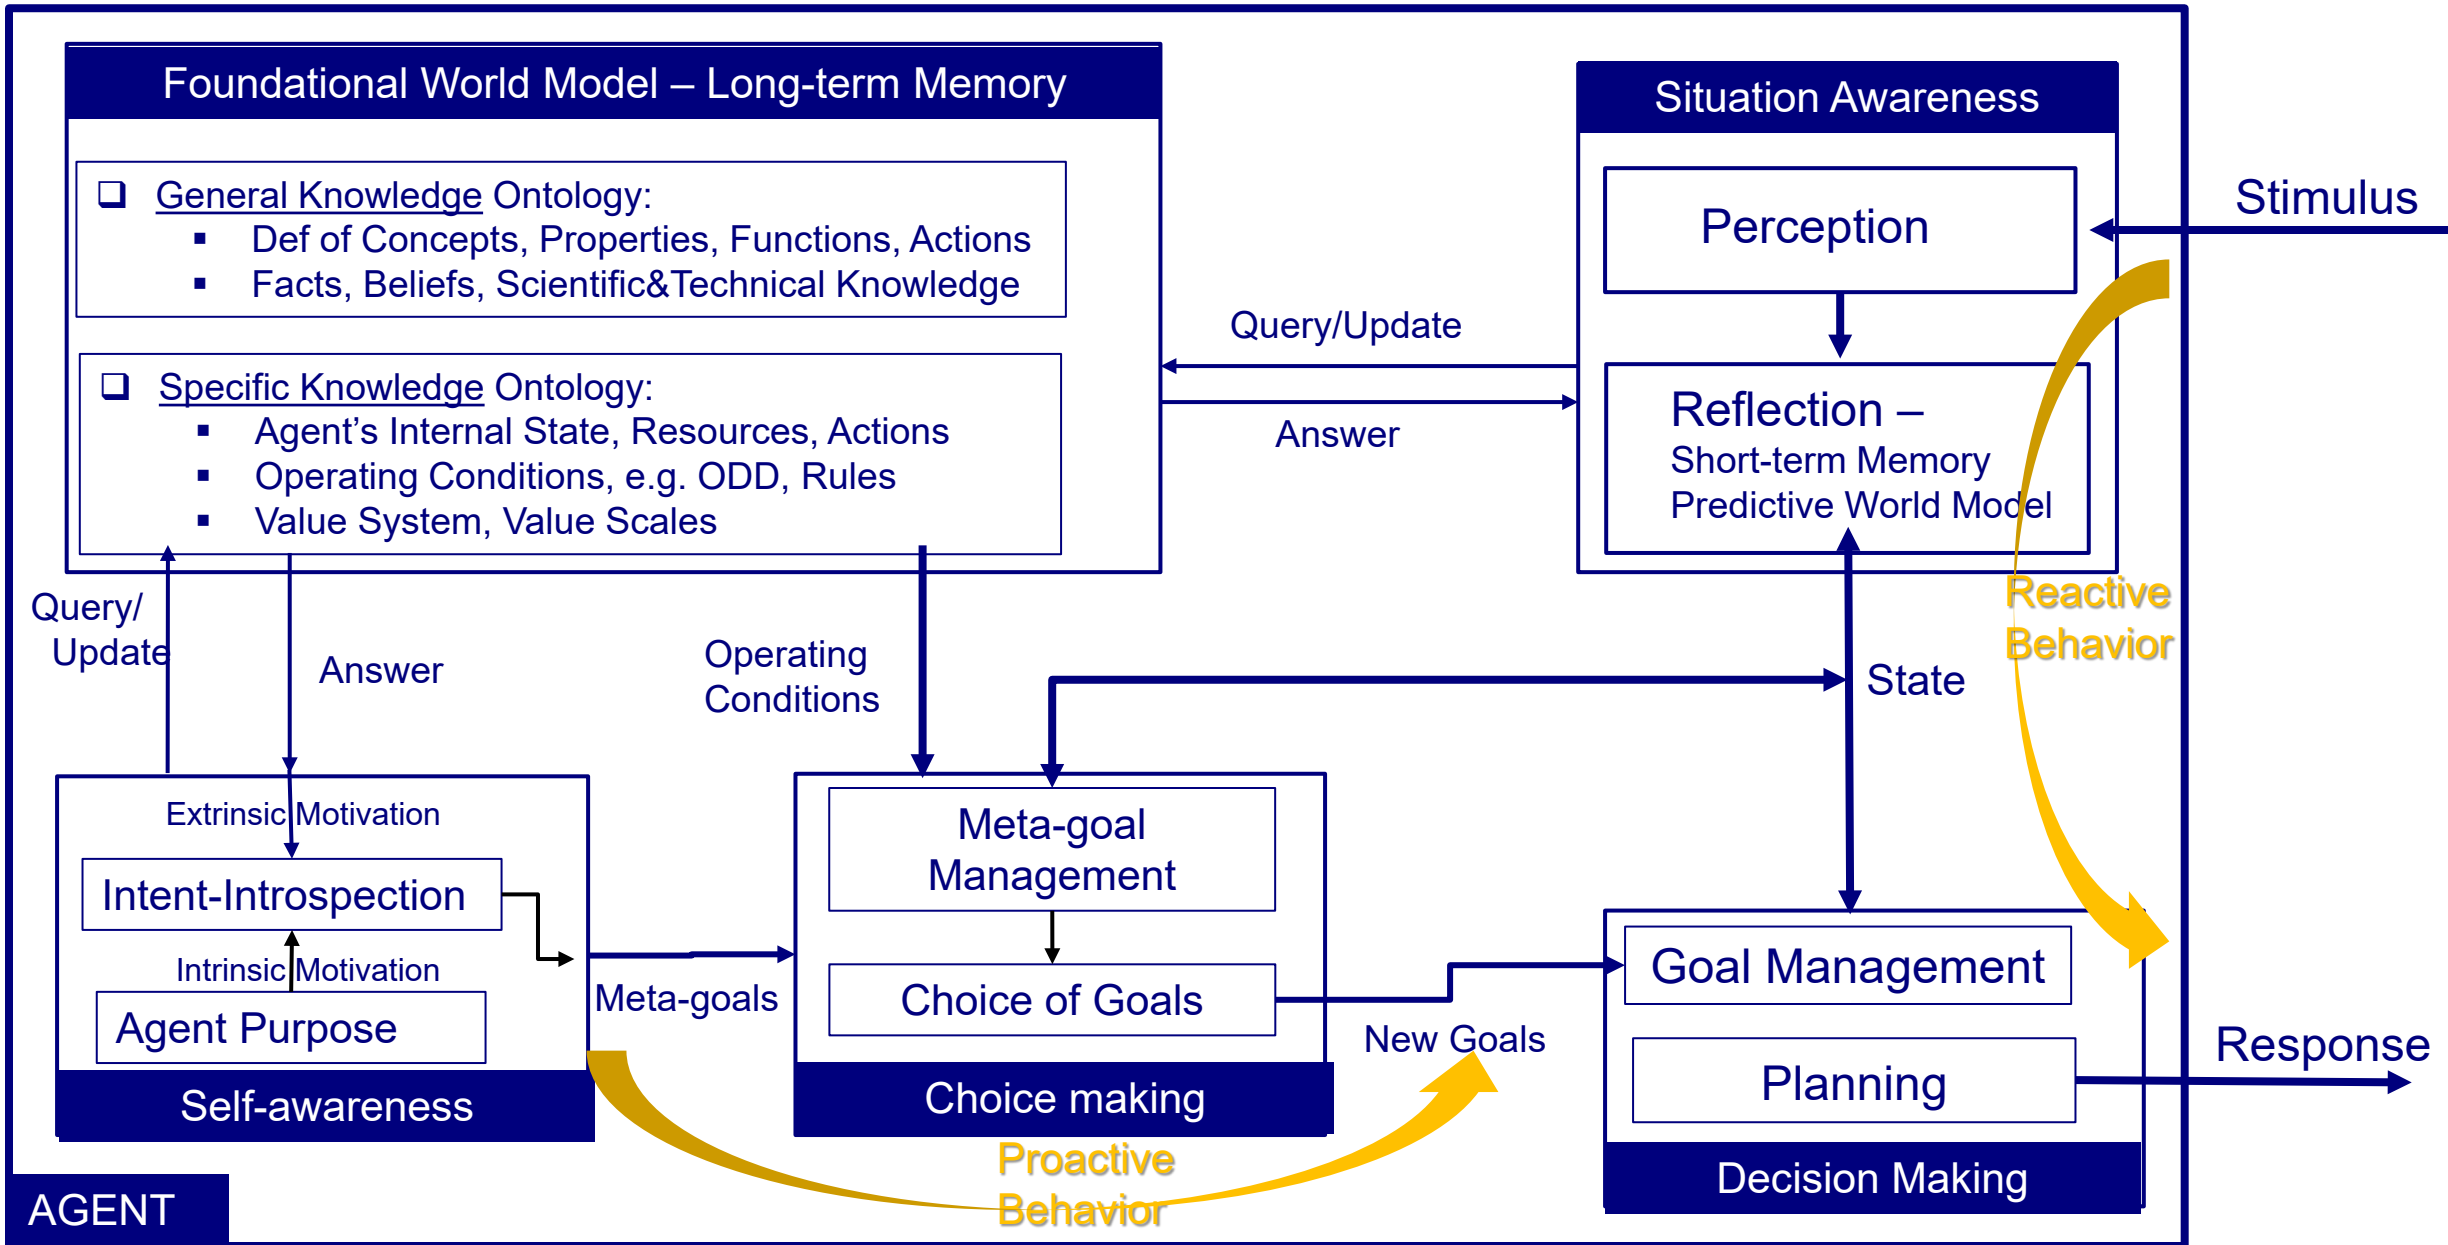 Foundational World Model – Long-term Memory
❑ General Knowledge Ontology:
▪ Def of Concepts, Properties, Functions, Actions
▪ Facts, Beliefs, Scientific&Technical Knowledge
❑ Specific Knowledge Ontology:
▪ Agent’s Internal State, Resources, Actions
▪ Operating Conditions, e.g. ODD, Rules
▪ Value System, Value Scales
Situation Awareness
Perception
Reflection –
Short-term Memory
Predictive World Model
Stimulus
Query/Update
Answer
Reactive
Behavior
Query/
Update
Answer
Operating
Conditions
State
Extrinsic Motivation
Intent-Introspection
Intrinsic Motivation
Agent Purpose
Self-awareness
Meta-goals
Meta-goal
Management
Choice of Goals
Choice making
New Goals
Goal Management
Planning
Decision Making
Response
Proactive
Behavior
AGENT